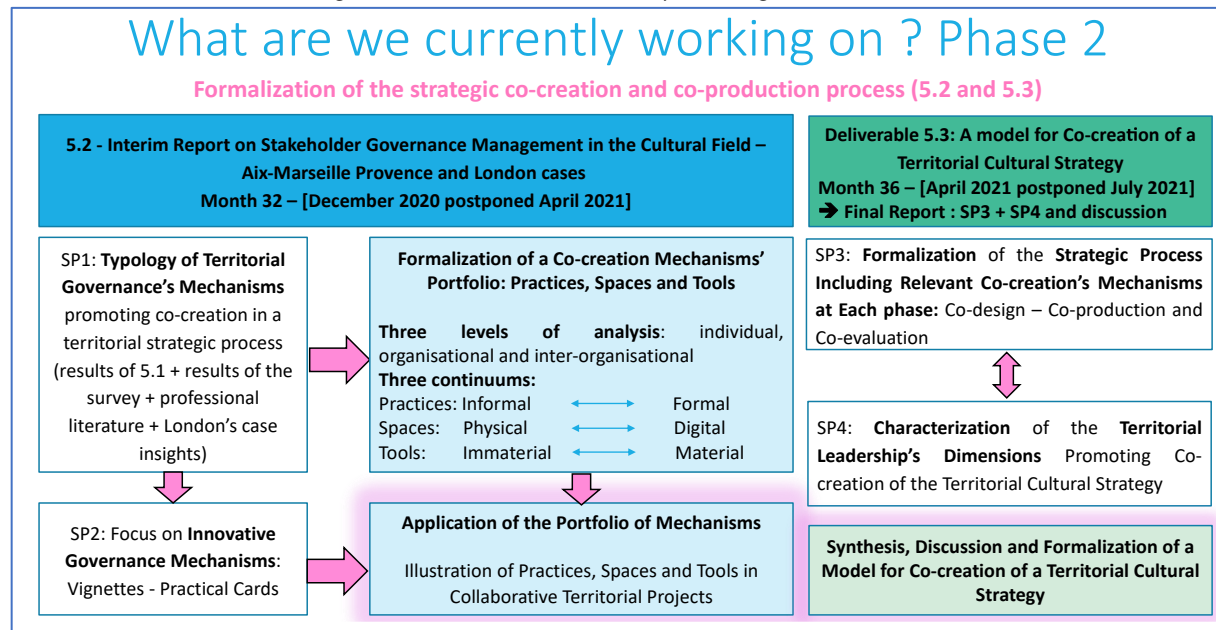 What are we currently working on ? Phase 2
Formalization of the strategic co-creation and co-production process (5.2 and 5.3)
5.2 - Interim Report on Stakeholder Governance Management in the Cultural Field –
Aix-Marseille Provence and London cases
Month 32 – [December 2020 postponed April 2021]
Deliverable 5.3: A model for Co-creation of a
Territorial Cultural Strategy
Month 36 – [April 2021 postponed July 2021]
➔ Final Report : SP3 + SP4 and discussion
SP1: Typology of Territorial
Governance's Mechanisms
promoting co-creation in a
territorial strategic process
(results of 5.1 + results of the
survey + professional
literature + London's case
insights)
Formalization of a Co-creation Mechanisms'
Portfolio: Practices, Spaces and Tools
Three levels of analysis: individual,
organisational and inter-organisational
Three continuums:
Practices: Informal Formal
Spaces: Physical Digital
Tools: Immaterial Material
SP3: Formalization of the Strategic Process
Including Relevant Co-creation's Mechanisms
at Each phase: Co-design – Co-production and
Co-evaluation
SP4: Characterization of the Territorial
Leadership's Dimensions Promoting Co-
creation of the Territorial Cultural Strategy
SP2: Focus on Innovative
Governance Mechanisms:
Vignettes - Practical Cards
Application of the Portfolio of Mechanisms
Illustration of Practices, Spaces and Tools in
Collaborative Territorial Projects
Synthesis, Discussion and Formalization of a
Model for Co-creation of a Territorial Cultural
Strategy